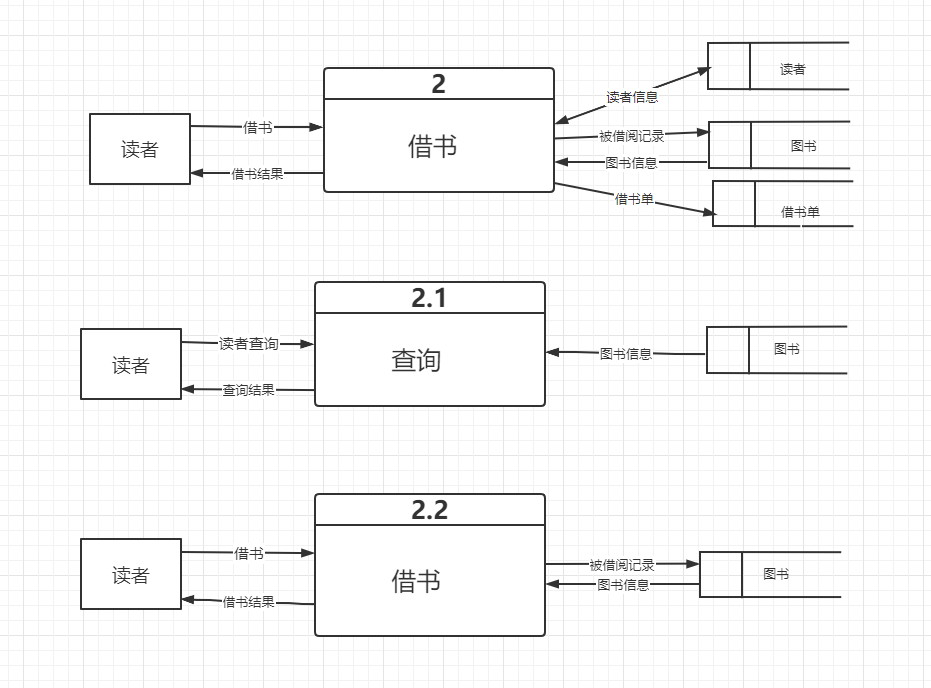 2
借书
读者
借书
借书结果
读者信息
被借阅记录
图书信息
借书单
读者
图书
借书单
2.1
查询
读者
读者查询
查询结果
图书信息
图书
2.2
借书
读者
借书
借书结果
被借阅记录
图书信息
图书